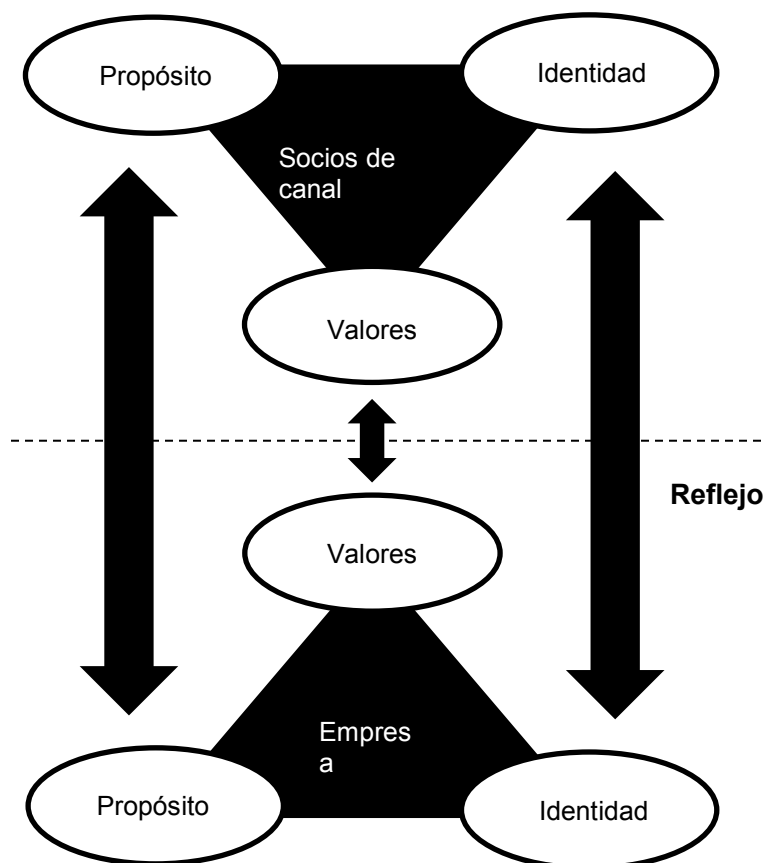 Propósito
Identidad
Socios de
canal
Valores
Reflejo
Valores
Empres
a
Propósito
Identidad